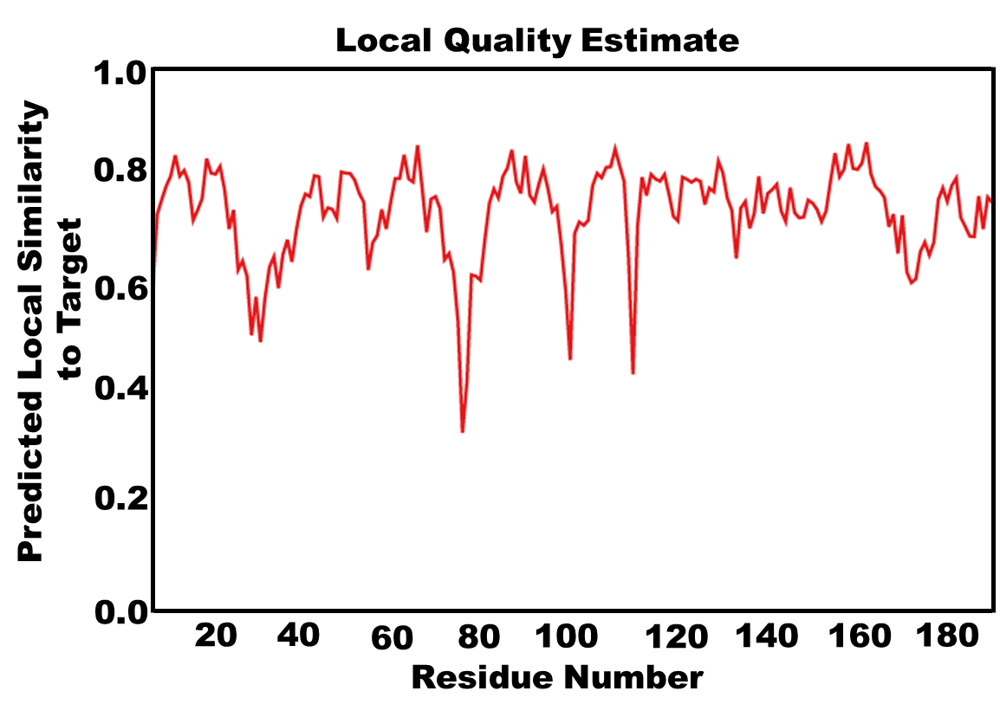 Local Quality Estimate
Predicted Local Similarity
to Target
1.0
0.8
0.6
0.4
0.2
0.0
20 40 60 80 100 120 140 160 180
Residue Number